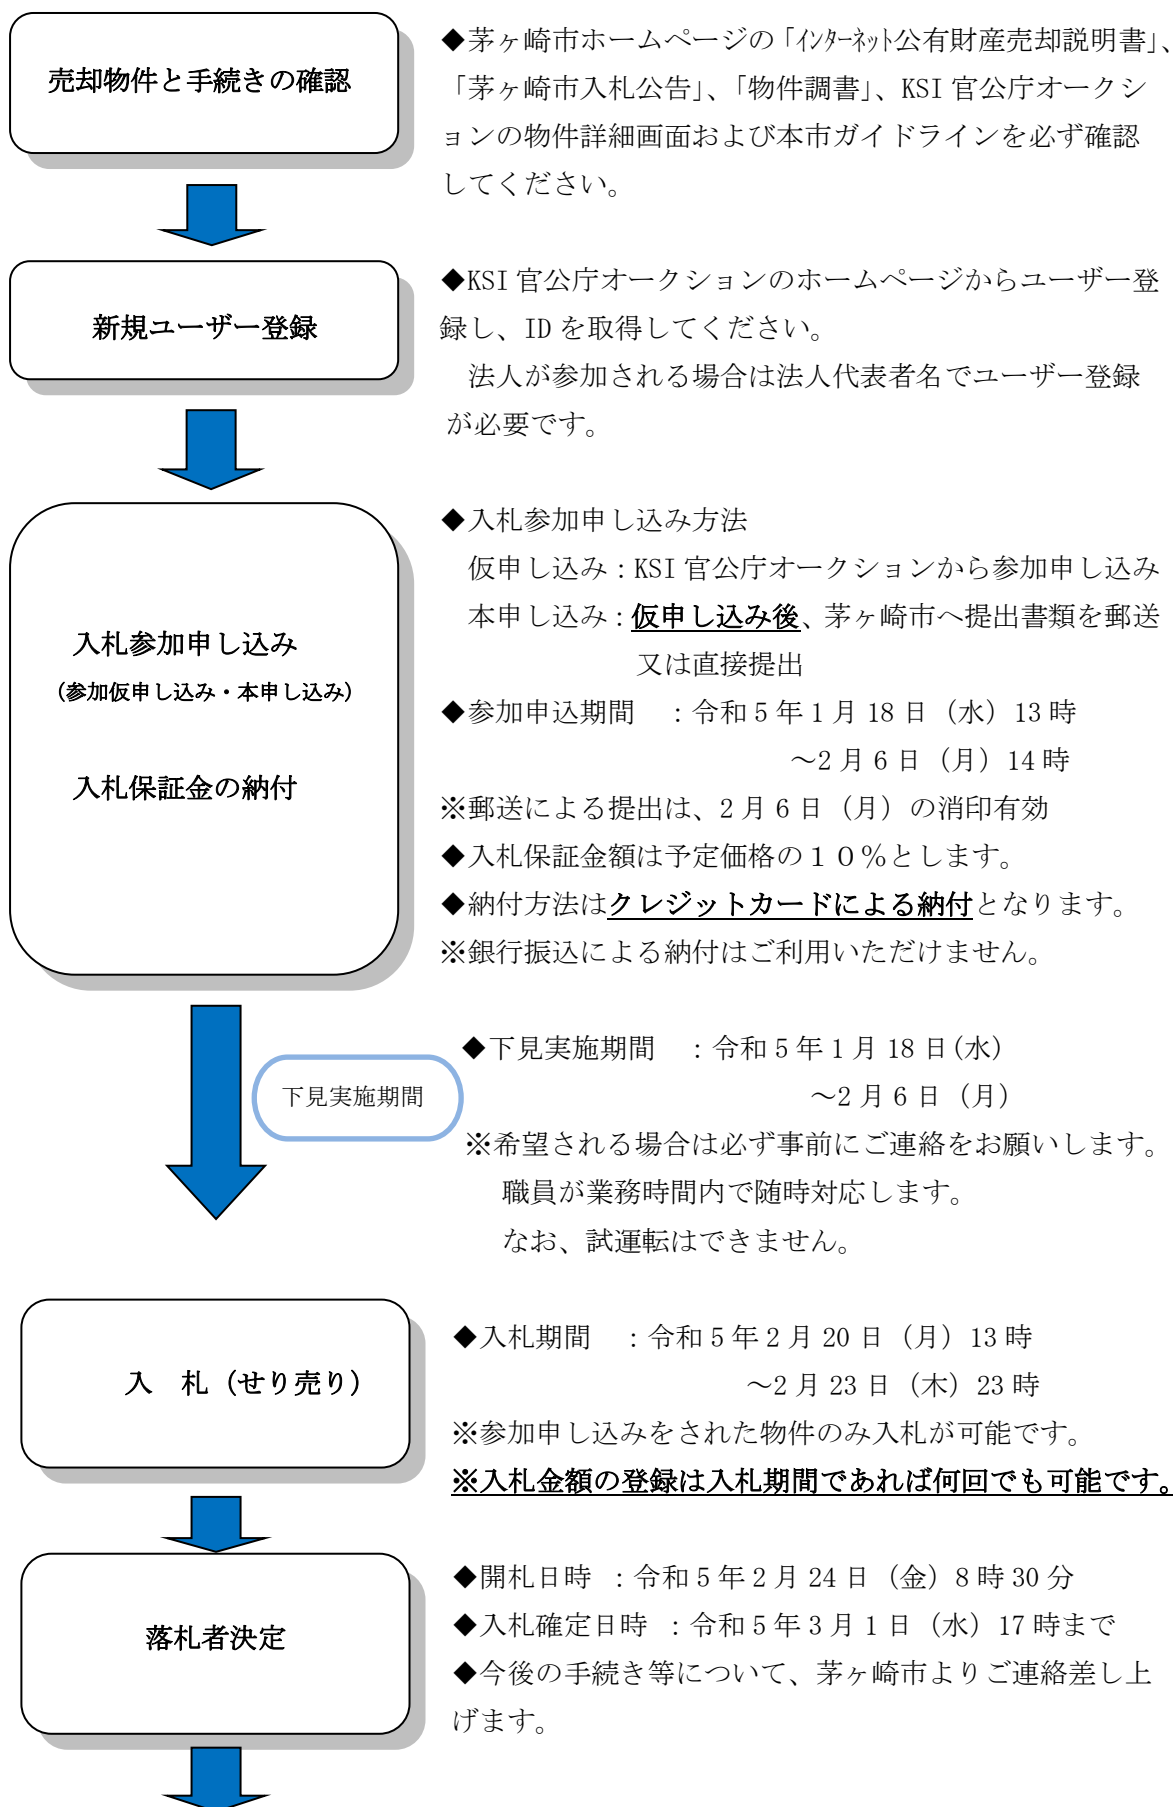 売却物件と手続きの確認
◆茅ヶ崎市ホームページの「ｲﾝﾀｰﾈｯﾄ公有財産売却説明書」、
「茅ヶ崎市入札公告」、「物件調書」、KSI 官公庁オークシ
ョンの物件詳細画面および本市ガイドラインを必ず確認
してください。
新規ユーザー登録
◆KSI 官公庁オークションのホームページからユーザー登
録し、ID を取得してください。
法人が参加される場合は法人代表者名でユーザー登録
が必要です。
入札参加申し込み
（参加仮申し込み・本申し込み）
入札保証金の納付
◆入札参加申し込み方法
仮申し込み：KSI 官公庁オークションから参加申し込み
本申し込み：仮申し込み後、茅ヶ崎市へ提出書類を郵送
又は直接提出
◆参加申込期間　：令和 5 年 1 月 18 日（水）13 時
～2 月 6 日（月）14 時
※郵送による提出は、2 月 6 日（月）の消印有効
◆入札保証金額は予定価格の１０％とします。
◆納付方法はクレジットカードによる納付となります。
※銀行振込による納付はご利用いただけません。
下見実施期間
◆下見実施期間　：令和 5 年 1 月 18 日(水）
～2 月 6 日（月）
※希望される場合は必ず事前にご連絡をお願いします。
職員が業務時間内で随時対応します。
なお、試運転はできません。
入　札（せり売り）
◆入札期間　：令和 5 年 2 月 20 日（月）13 時
～2 月 23 日（木）23 時
※参加申し込みをされた物件のみ入札が可能です。
※入札金額の登録は入札期間であれば何回でも可能です。
落札者決定
◆開札日時 ：令和 5 年 2 月 24 日（金）8 時 30 分
◆入札確定日時 ：令和 5 年 3 月 1 日（水）17 時まで
◆今後の手続き等について、茅ヶ崎市よりご連絡差し上
げます。